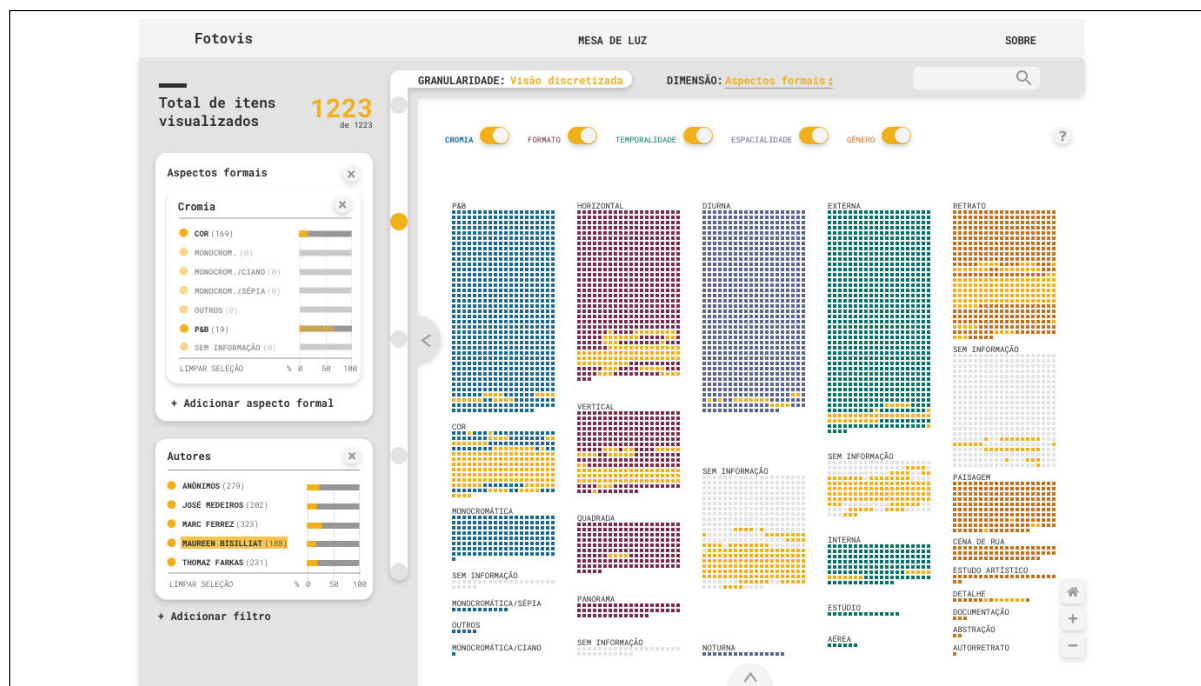 Fotovis
MESA DE LUZ
SOBRE
GRANULARIDADE: Visão discretizada
DIMENSÃO: Aspectos formais
Total de itens
visualizados
1223
de 1223
CROMIA
FORMATO
TEMPORALIDADE
ESPACIALIDADE
GÊNERO
?
Aspectos formais
Cromia
COR (169)
MONOCROM. (0)
MONOCROM./CIANO (0)
MONOCROM./SÉPIA (0)
OUTROS (0)
P&B (19)
SEM INFORMAÇÃO (0)
LIMPAR SELEÇÃO
% 0 50 100
+ Adicionar aspecto formal
Autores
ANÔNIMOS (279)
JOSÉ MEDEIROS (202)
MARC FERREZ (323)
MAUREEN BISILLIAT (188)
THOMAZ FARKAS (231)
LIMPAR SELEÇÃO
% 0 50 100
+ Adicionar filtro
P&B
COR
MONOCROMÁTICA
SEM INFORMAÇÃO
MONOCROMÁTICA/SÉPIA
OUTROS
MONOCROMÁTICA/CIANO
HORIZONTAL
VERTICAL
QUADRADA
PANORAMA
SEM INFORMAÇÃO
DIURNA
SEM INFORMAÇÃO
NOTURNA
EXTERNA
SEM INFORMAÇÃO
INTERNA
ESTÚDIO
AÉREA
RETRATO
SEM INFORMAÇÃO
PAISAGEM
CENA DE RUA
ESTUDO ARTÍSTICO
DETALHE
DOCUMENTAÇÃO
ABSTRAÇÃO
AUTORRETRATO
+
−